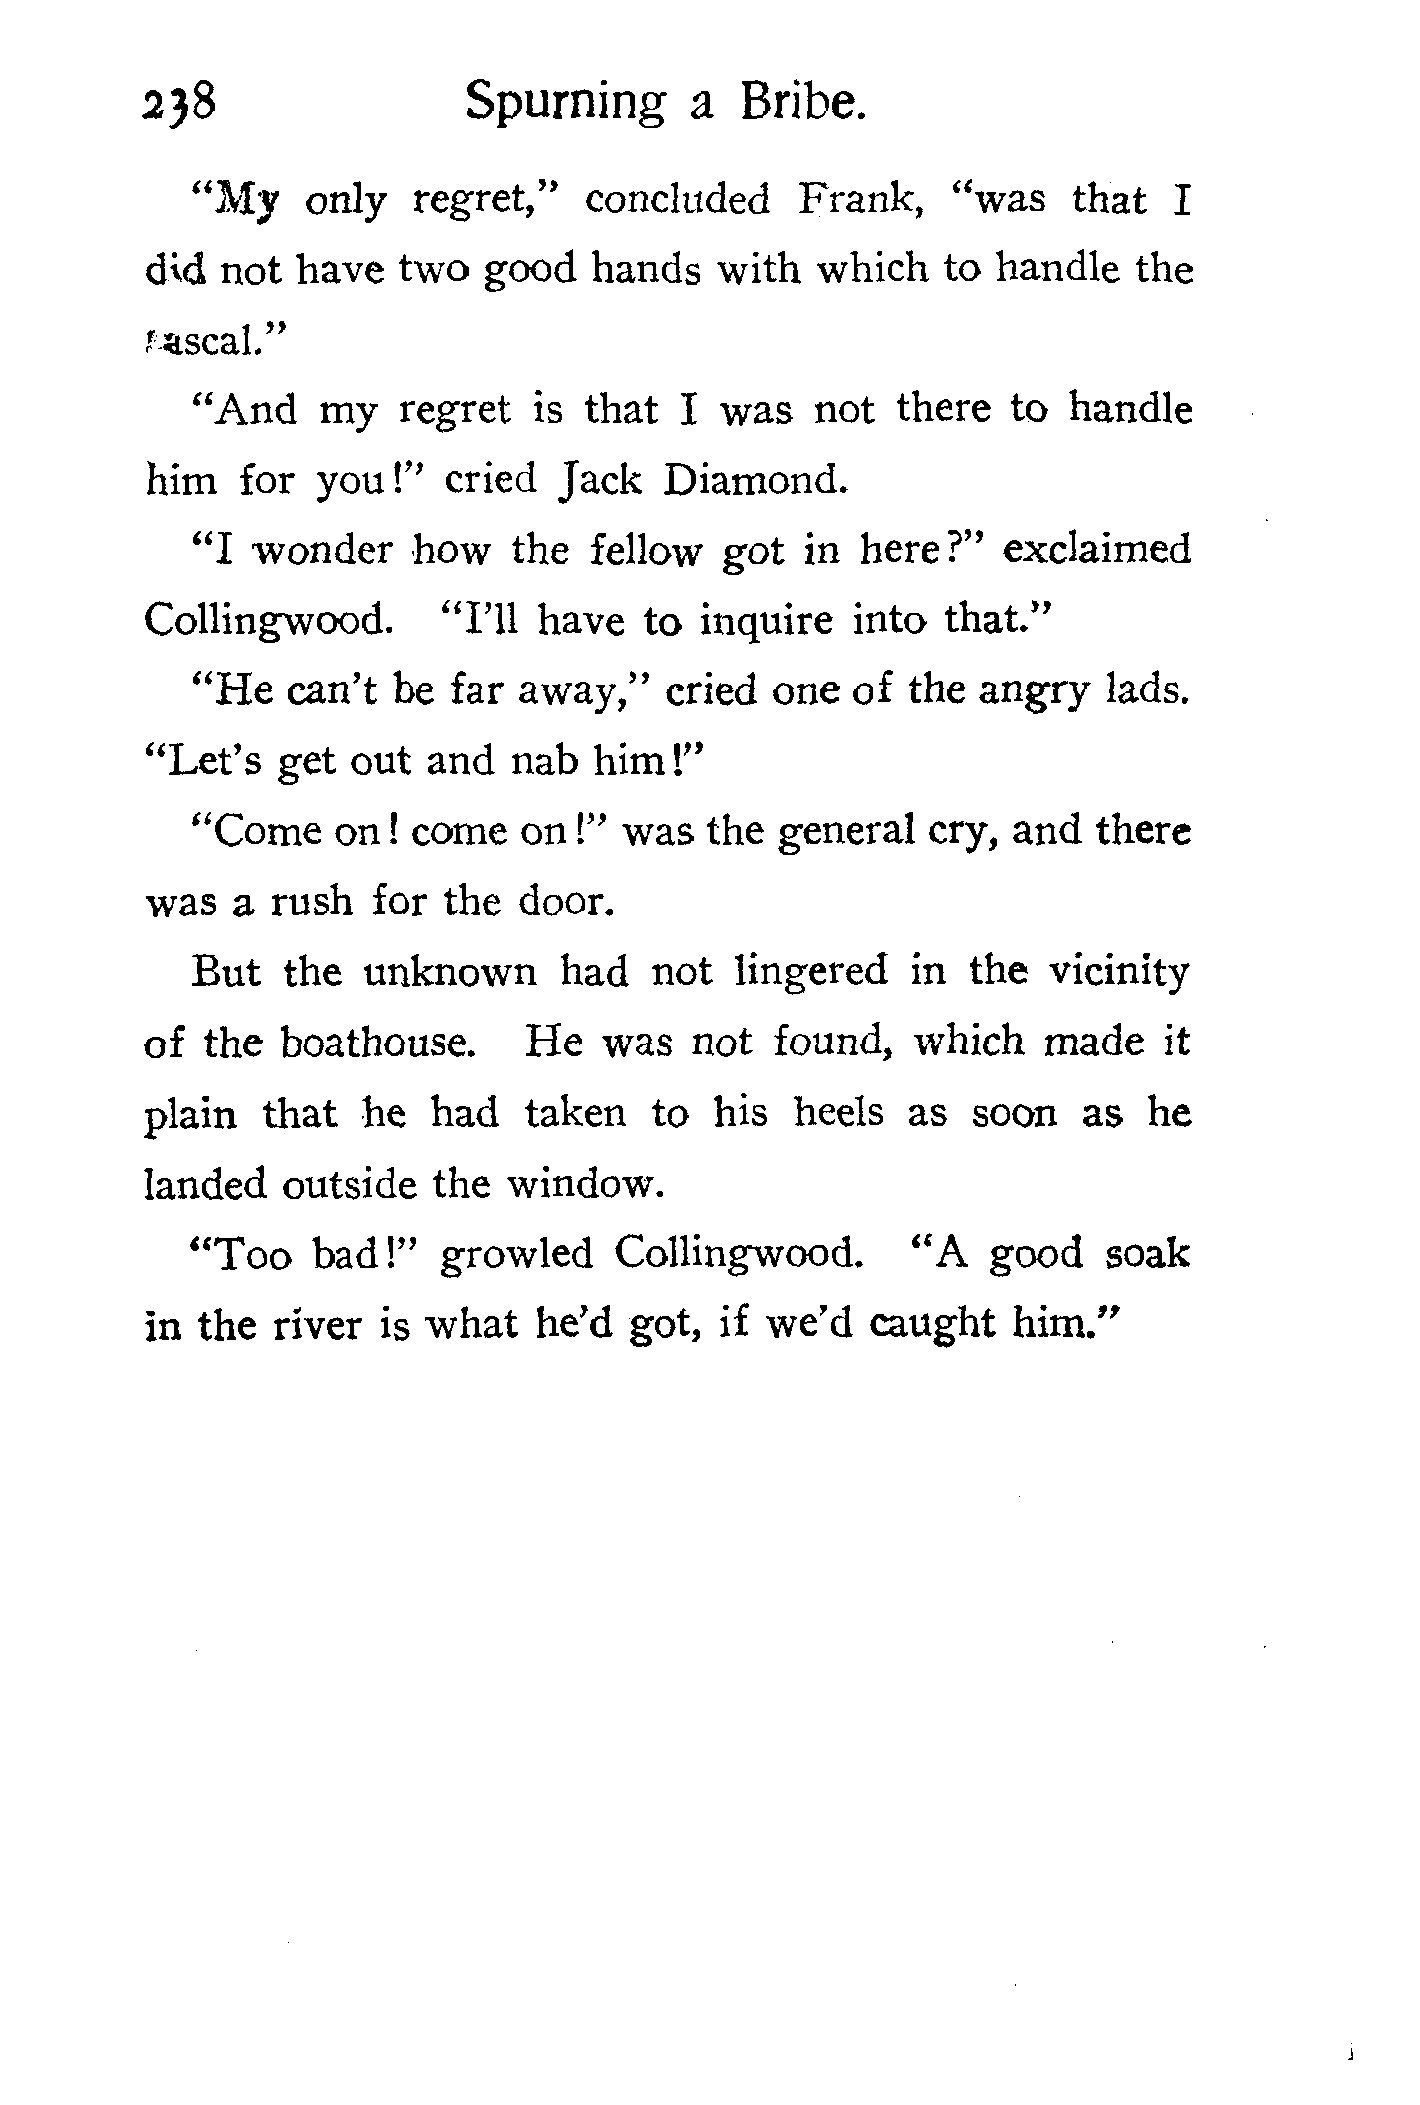 238 Spurning a Bribe.
“My only regret,” concluded Frank, “was that I
did not have two good hands with which to handle the
rascal.”
“And my regret is that I was not there to handle
him for you!” cried Jack Diamond.
“I wonder how the fellow got in here?” exclaimed
Collingwood. “I’ll have to inquire into that.”
“He can’t be far away,” cried one of the angry lads.
“Let’s get out and nab him!”
“Come on! come on!” was the general cry, and there
was a rush for the door.
But the unknown had not lingered in the vicinity
of the boathouse. He was not found, which made it
plain that he had taken to his heels as soon as he
landed outside the window.
“Too bad!” growled Collingwood. “A good soak
in the river is what he’d got, if we’d caught him.”